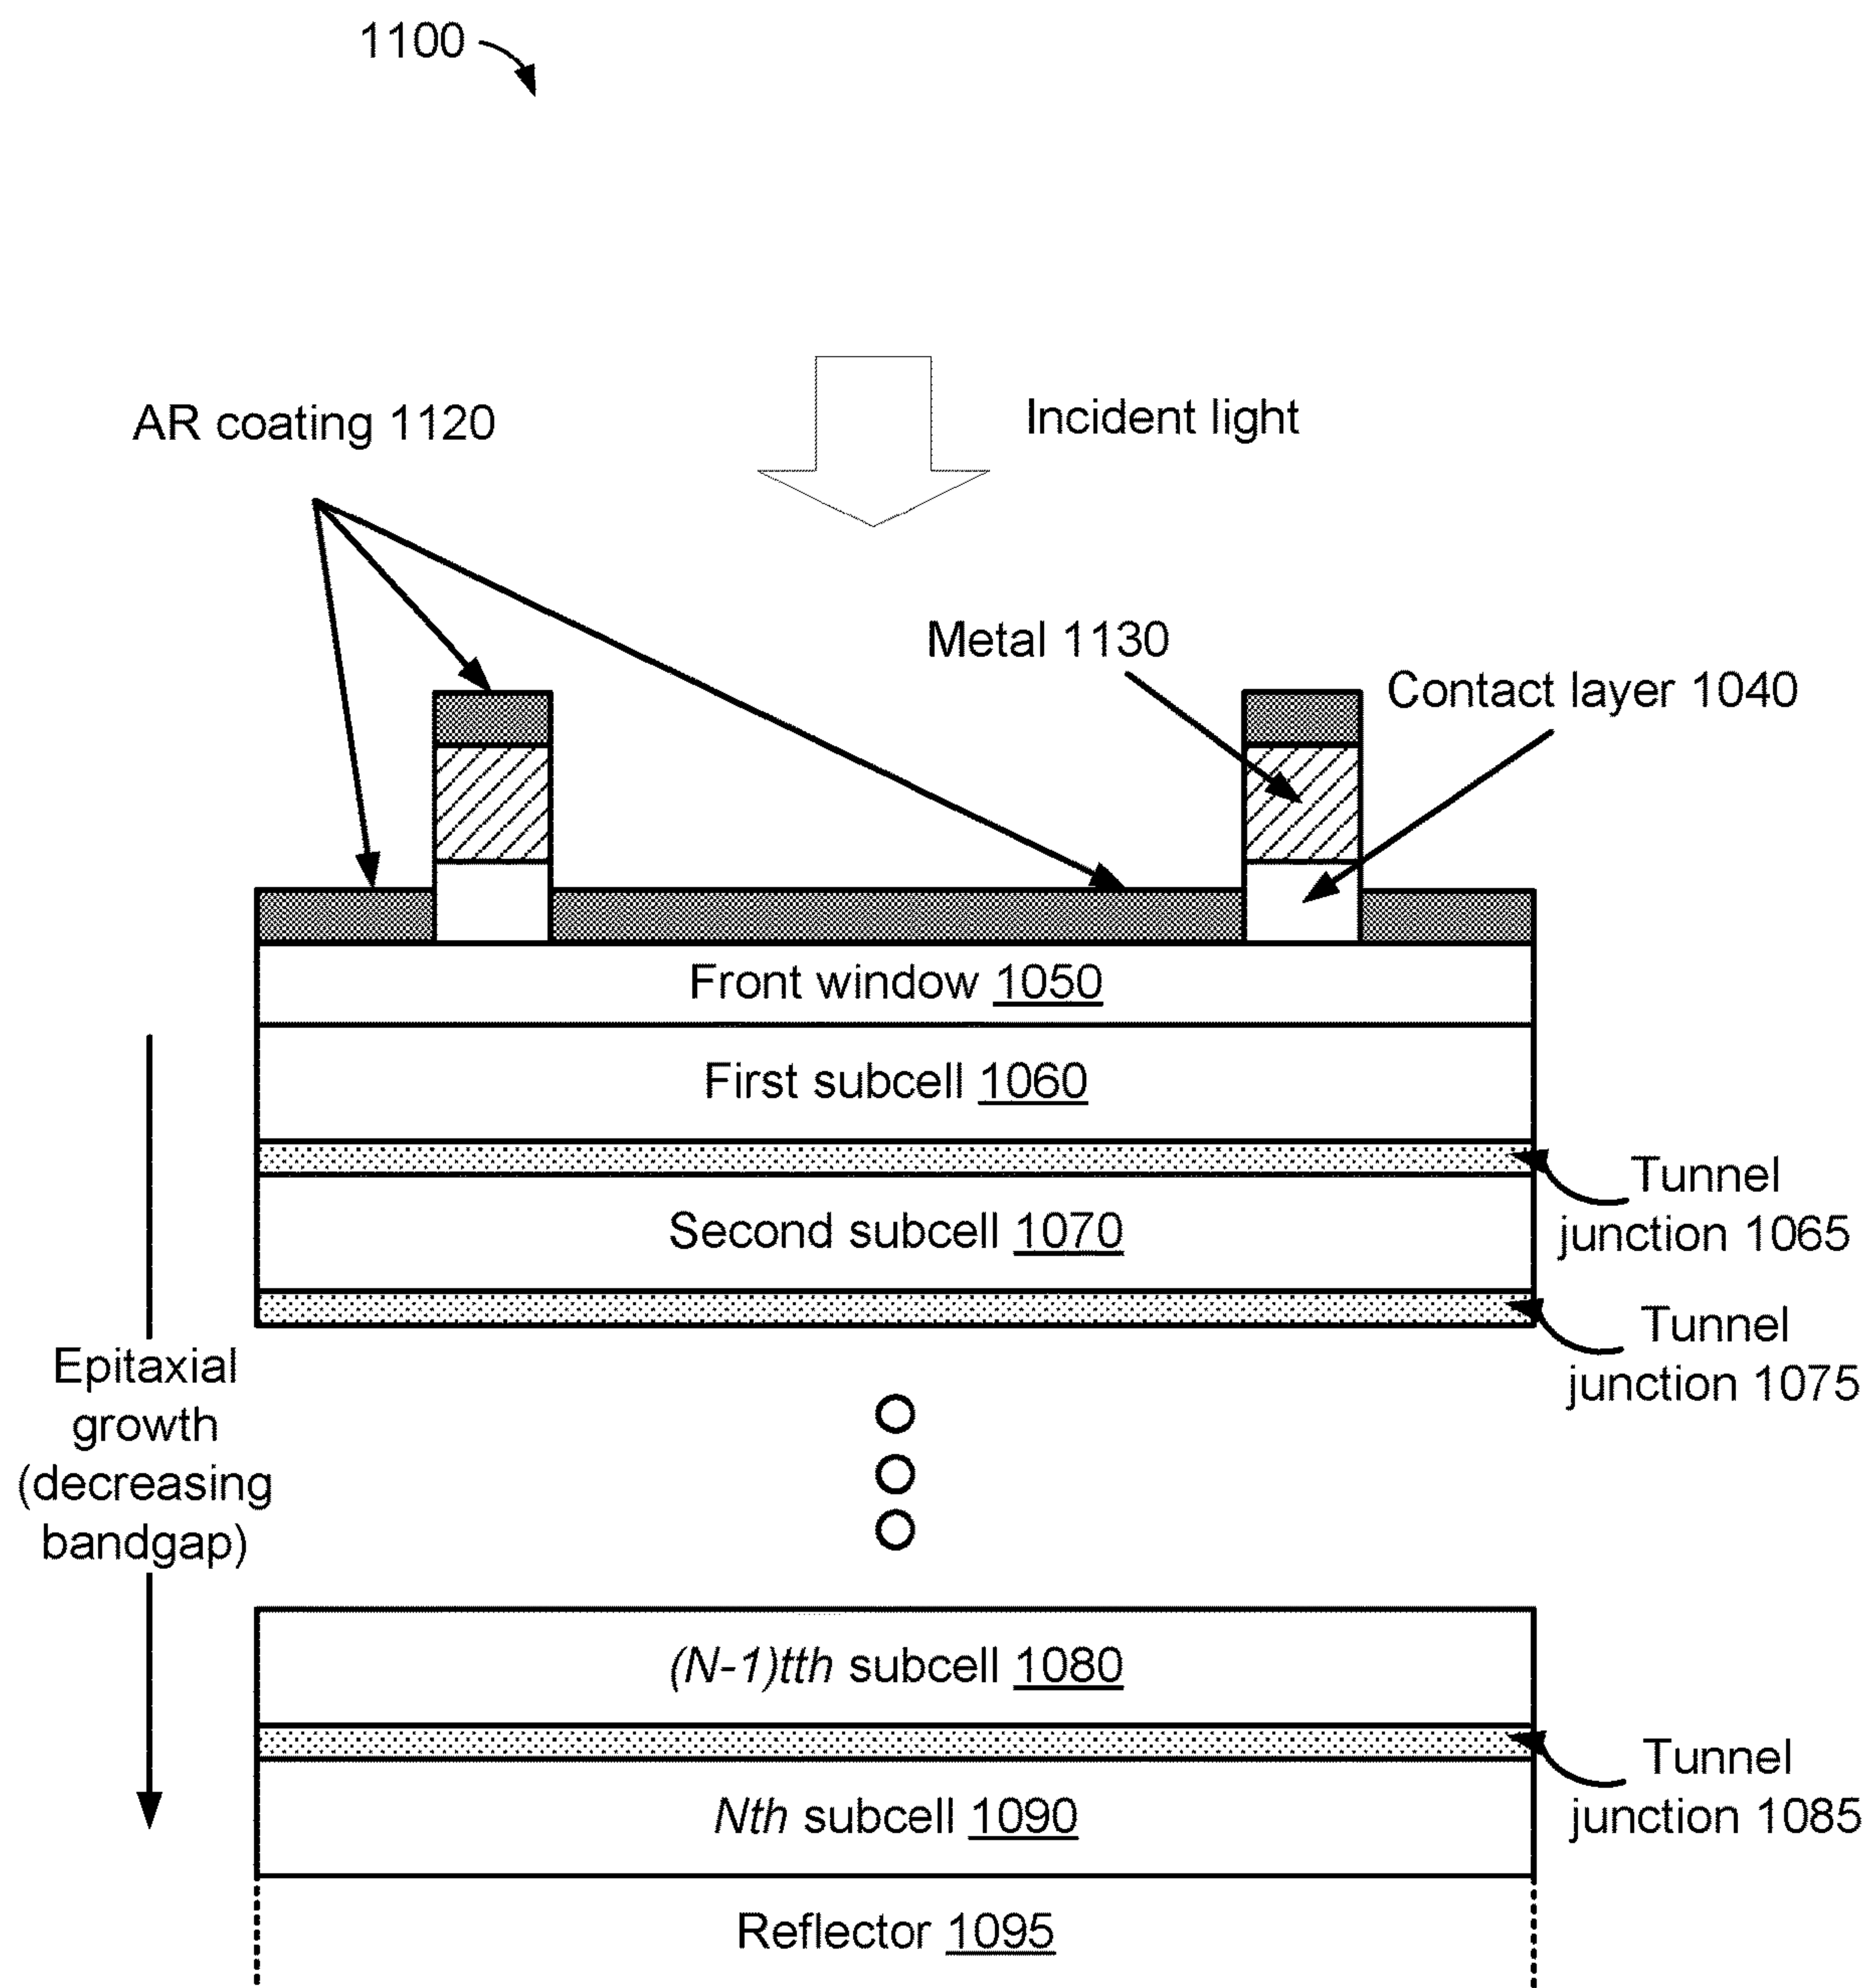 1100
AR coating 1120
Incident light
Metal 1130
Contact layer 1040
Front window 1050
First subcell 1060
Tunnel
junction 1065
Second subcell 1070
Tunnel
junction 1075
Epitaxial
growth
(decreasing
bandgap)
(N-1)tth subcell 1080
Tunnel
junction 1085
Nth subcell 1090
Reflector 1095